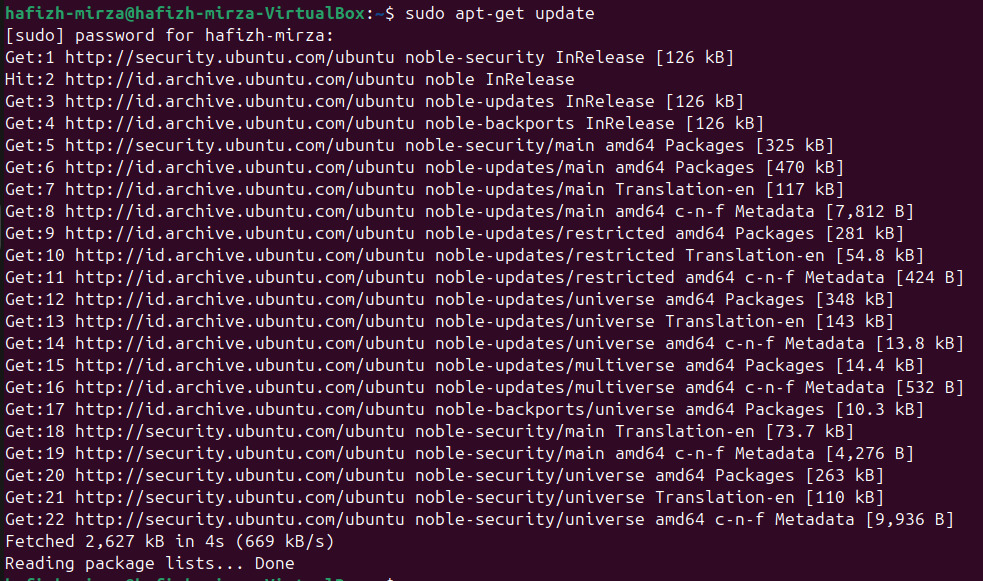 hafizh-mirza@hafizh-mirza-VirtualBox:~$ sudo apt-get update
[sudo] password for hafizh-mirza:
Get:1 http://security.ubuntu.com/ubuntu noble-security InRelease [126 kB]
Hit:2 http://id.archive.ubuntu.com/ubuntu noble InRelease
Get:3 http://id.archive.ubuntu.com/ubuntu noble-updates InRelease [126 kB]
Get:4 http://id.archive.ubuntu.com/ubuntu noble-backports InRelease [126 kB]
Get:5 http://security.ubuntu.com/ubuntu noble-security/main amd64 Packages [325 kB]
Get:6 http://id.archive.ubuntu.com/ubuntu noble-updates/main amd64 Packages [470 kB]
Get:7 http://id.archive.ubuntu.com/ubuntu noble-updates/main Translation-en [117 kB]
Get:8 http://id.archive.ubuntu.com/ubuntu noble-updates/main amd64 c-n-f Metadata [7,812 B]
Get:9 http://id.archive.ubuntu.com/ubuntu noble-updates/restricted amd64 Packages [281 kB]
Get:10 http://id.archive.ubuntu.com/ubuntu noble-updates/restricted Translation-en [54.8 kB]
Get:11 http://id.archive.ubuntu.com/ubuntu noble-updates/restricted amd64 c-n-f Metadata [424 B]
Get:12 http://id.archive.ubuntu.com/ubuntu noble-updates/universe amd64 Packages [348 kB]
Get:13 http://id.archive.ubuntu.com/ubuntu noble-updates/universe Translation-en [143 kB]
Get:14 http://id.archive.ubuntu.com/ubuntu noble-updates/universe amd64 c-n-f Metadata [13.8 kB]
Get:15 http://id.archive.ubuntu.com/ubuntu noble-updates/multiverse amd64 Packages [14.4 kB]
Get:16 http://id.archive.ubuntu.com/ubuntu noble-updates/multiverse amd64 c-n-f Metadata [532 B]
Get:17 http://id.archive.ubuntu.com/ubuntu noble-backports/universe amd64 Packages [10.3 kB]
Get:18 http://security.ubuntu.com/ubuntu noble-security/main Translation-en [73.7 kB]
Get:19 http://security.ubuntu.com/ubuntu noble-security/main amd64 c-n-f Metadata [4,276 B]
Get:20 http://security.ubuntu.com/ubuntu noble-security/universe amd64 Packages [263 kB]
Get:21 http://security.ubuntu.com/ubuntu noble-security/universe Translation-en [110 kB]
Get:22 http://security.ubuntu.com/ubuntu noble-security/universe amd64 c-n-f Metadata [9,936 B]
Fetched 2,627 kB in 4s (669 kB/s)
Reading package lists... Done